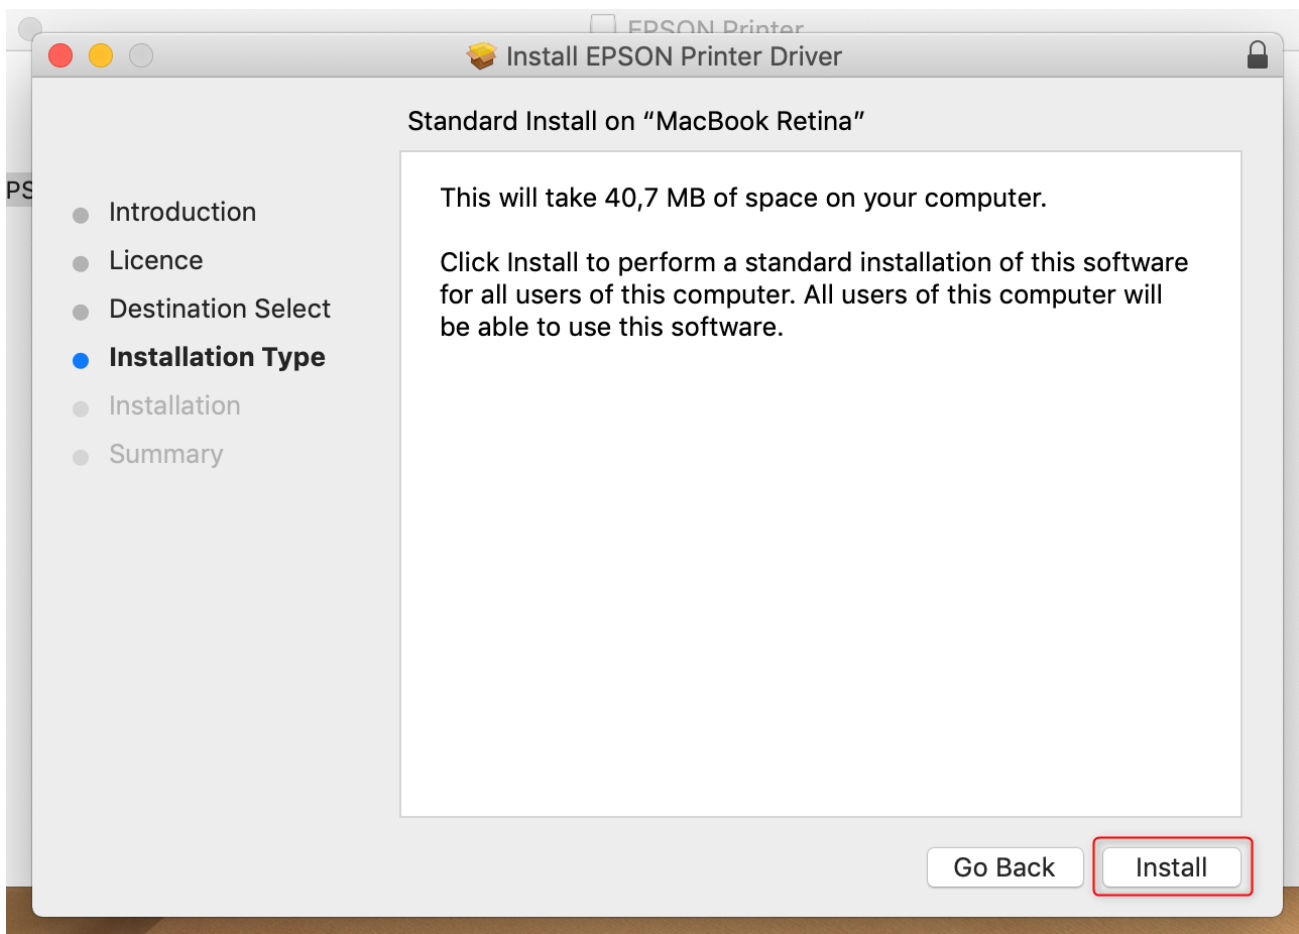 EPSON Printer
Install EPSON Printer Driver
Standard Install on “MacBook Retina”
PS
Introduction
Licence
Destination Select
Installation Type
Installation
Summary
This will take 40,7 MB of space on your computer.
Click Install to perform a standard installation of this software
for all users of this computer. All users of this computer will
be able to use this software.
Go Back
Install